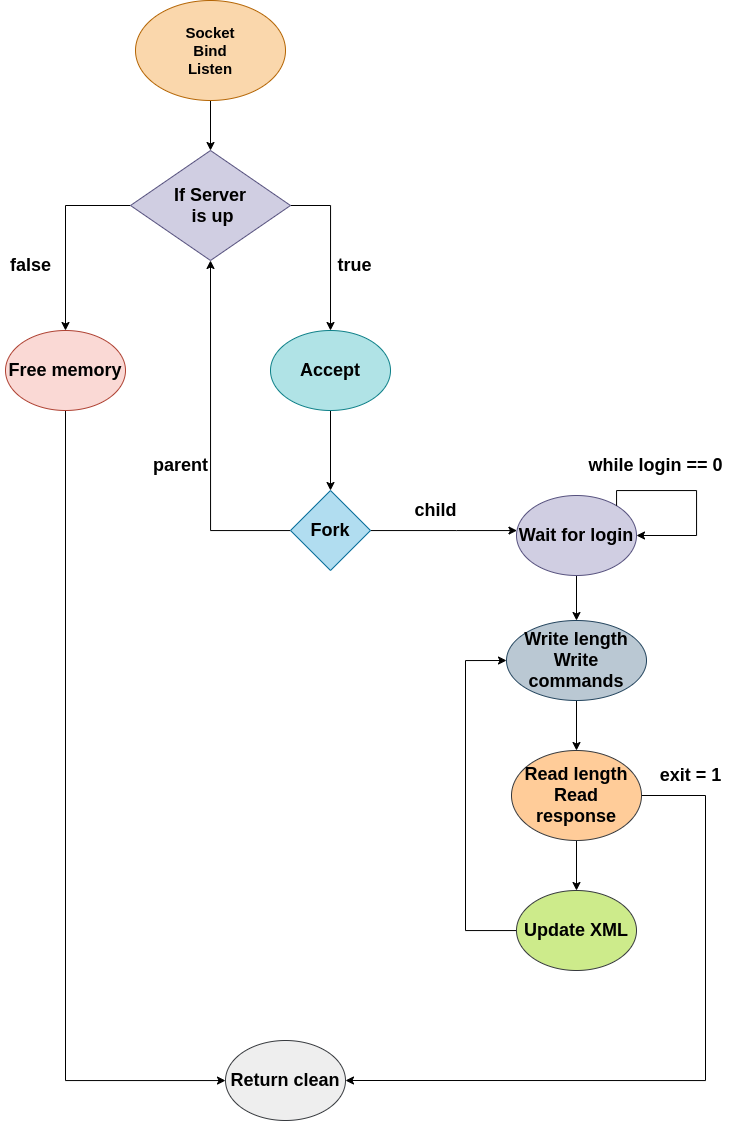 Socket
Bind
Listen
If Server
is up
false
true
Free memory
Accept
parent
while login == 0
child
Fork
Wait for login
Write length
Write
commands
Read length
Read
response
exit = 1
Update XML
Return clean